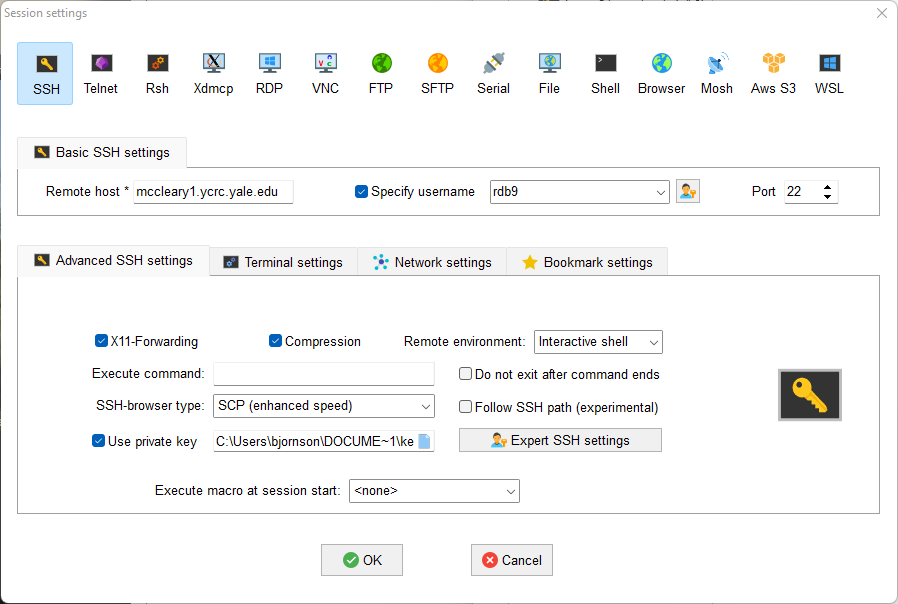 Session settings
SSH Telnet Rsh Xdmcp RDP VNC FTP SFTP Serial File Shell Browser Mosh Aws S3 WSL
Basic SSH settings
Remote host * mccleary1.ycrc.yale.edu Specify username rdb9 Port 22
Advanced SSH settings Terminal settings Network settings Bookmark settings
X11-Forwarding Compression Remote environment: Interactive shell
Execute command: Do not exit after command ends
SSH-browser type: SCP (enhanced speed) Follow SSH path (experimental)
Use private key C:\Users\bjornson\DOCUME~1\ke Expert SSH settings
Execute macro at session start: <none>
OK Cancel